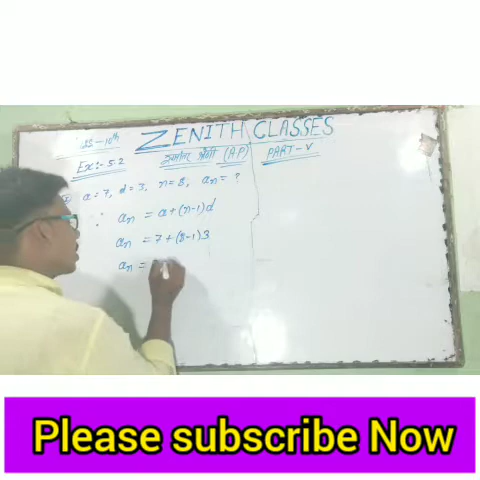 ZENITH CLASSES
10th
Ex:- 5.2
समांतर श्रेणी (A.P) PART-V
a = 7, d = 3, n = 8, an = ?
∵ an = a + (n-1)d
an = 7 + (8-1)3
an =
Please subscribe Now